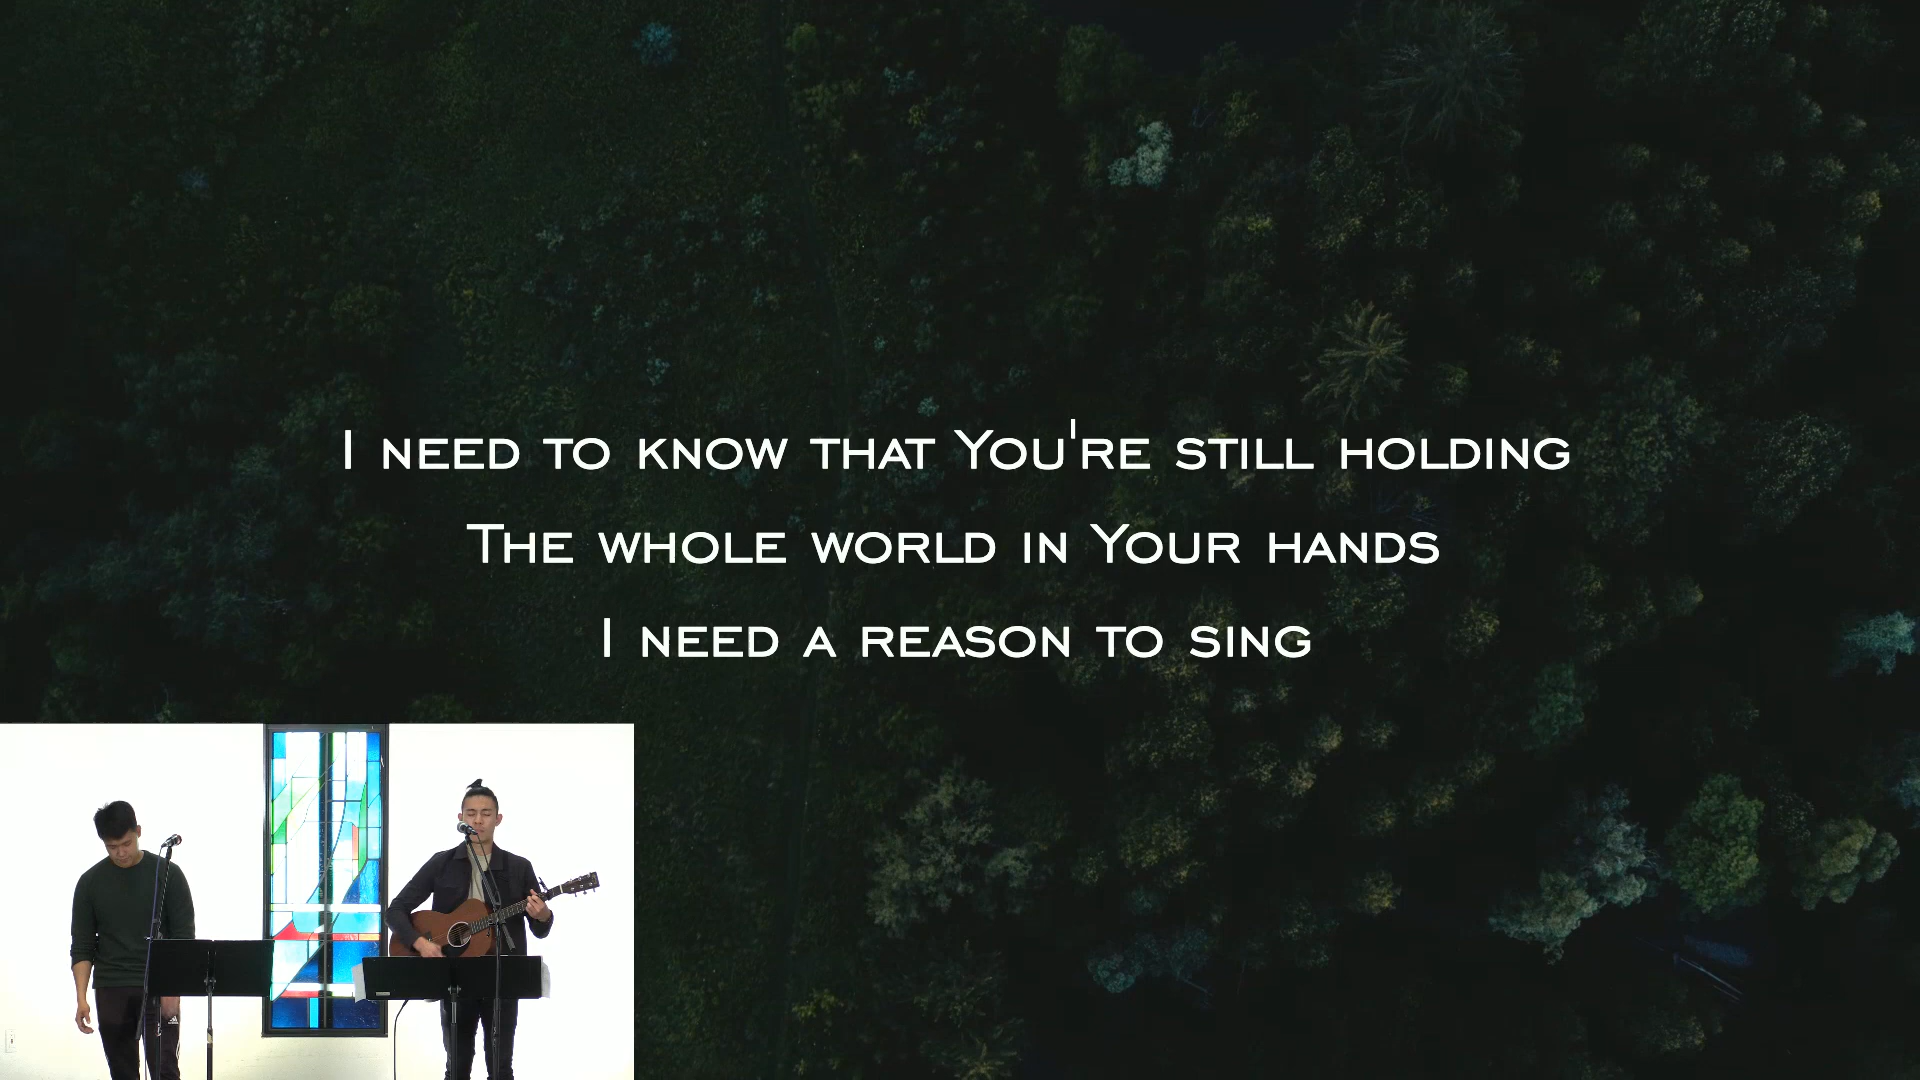 I NEED TO KNOW THAT YOU'RE STILL HOLDING
THE WHOLE WORLD IN YOUR HANDS
I NEED A REASON TO SING